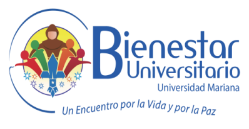 Bienestar
Universitario
Universidad Mariana
Un Encuentro por la Vida y por la Paz